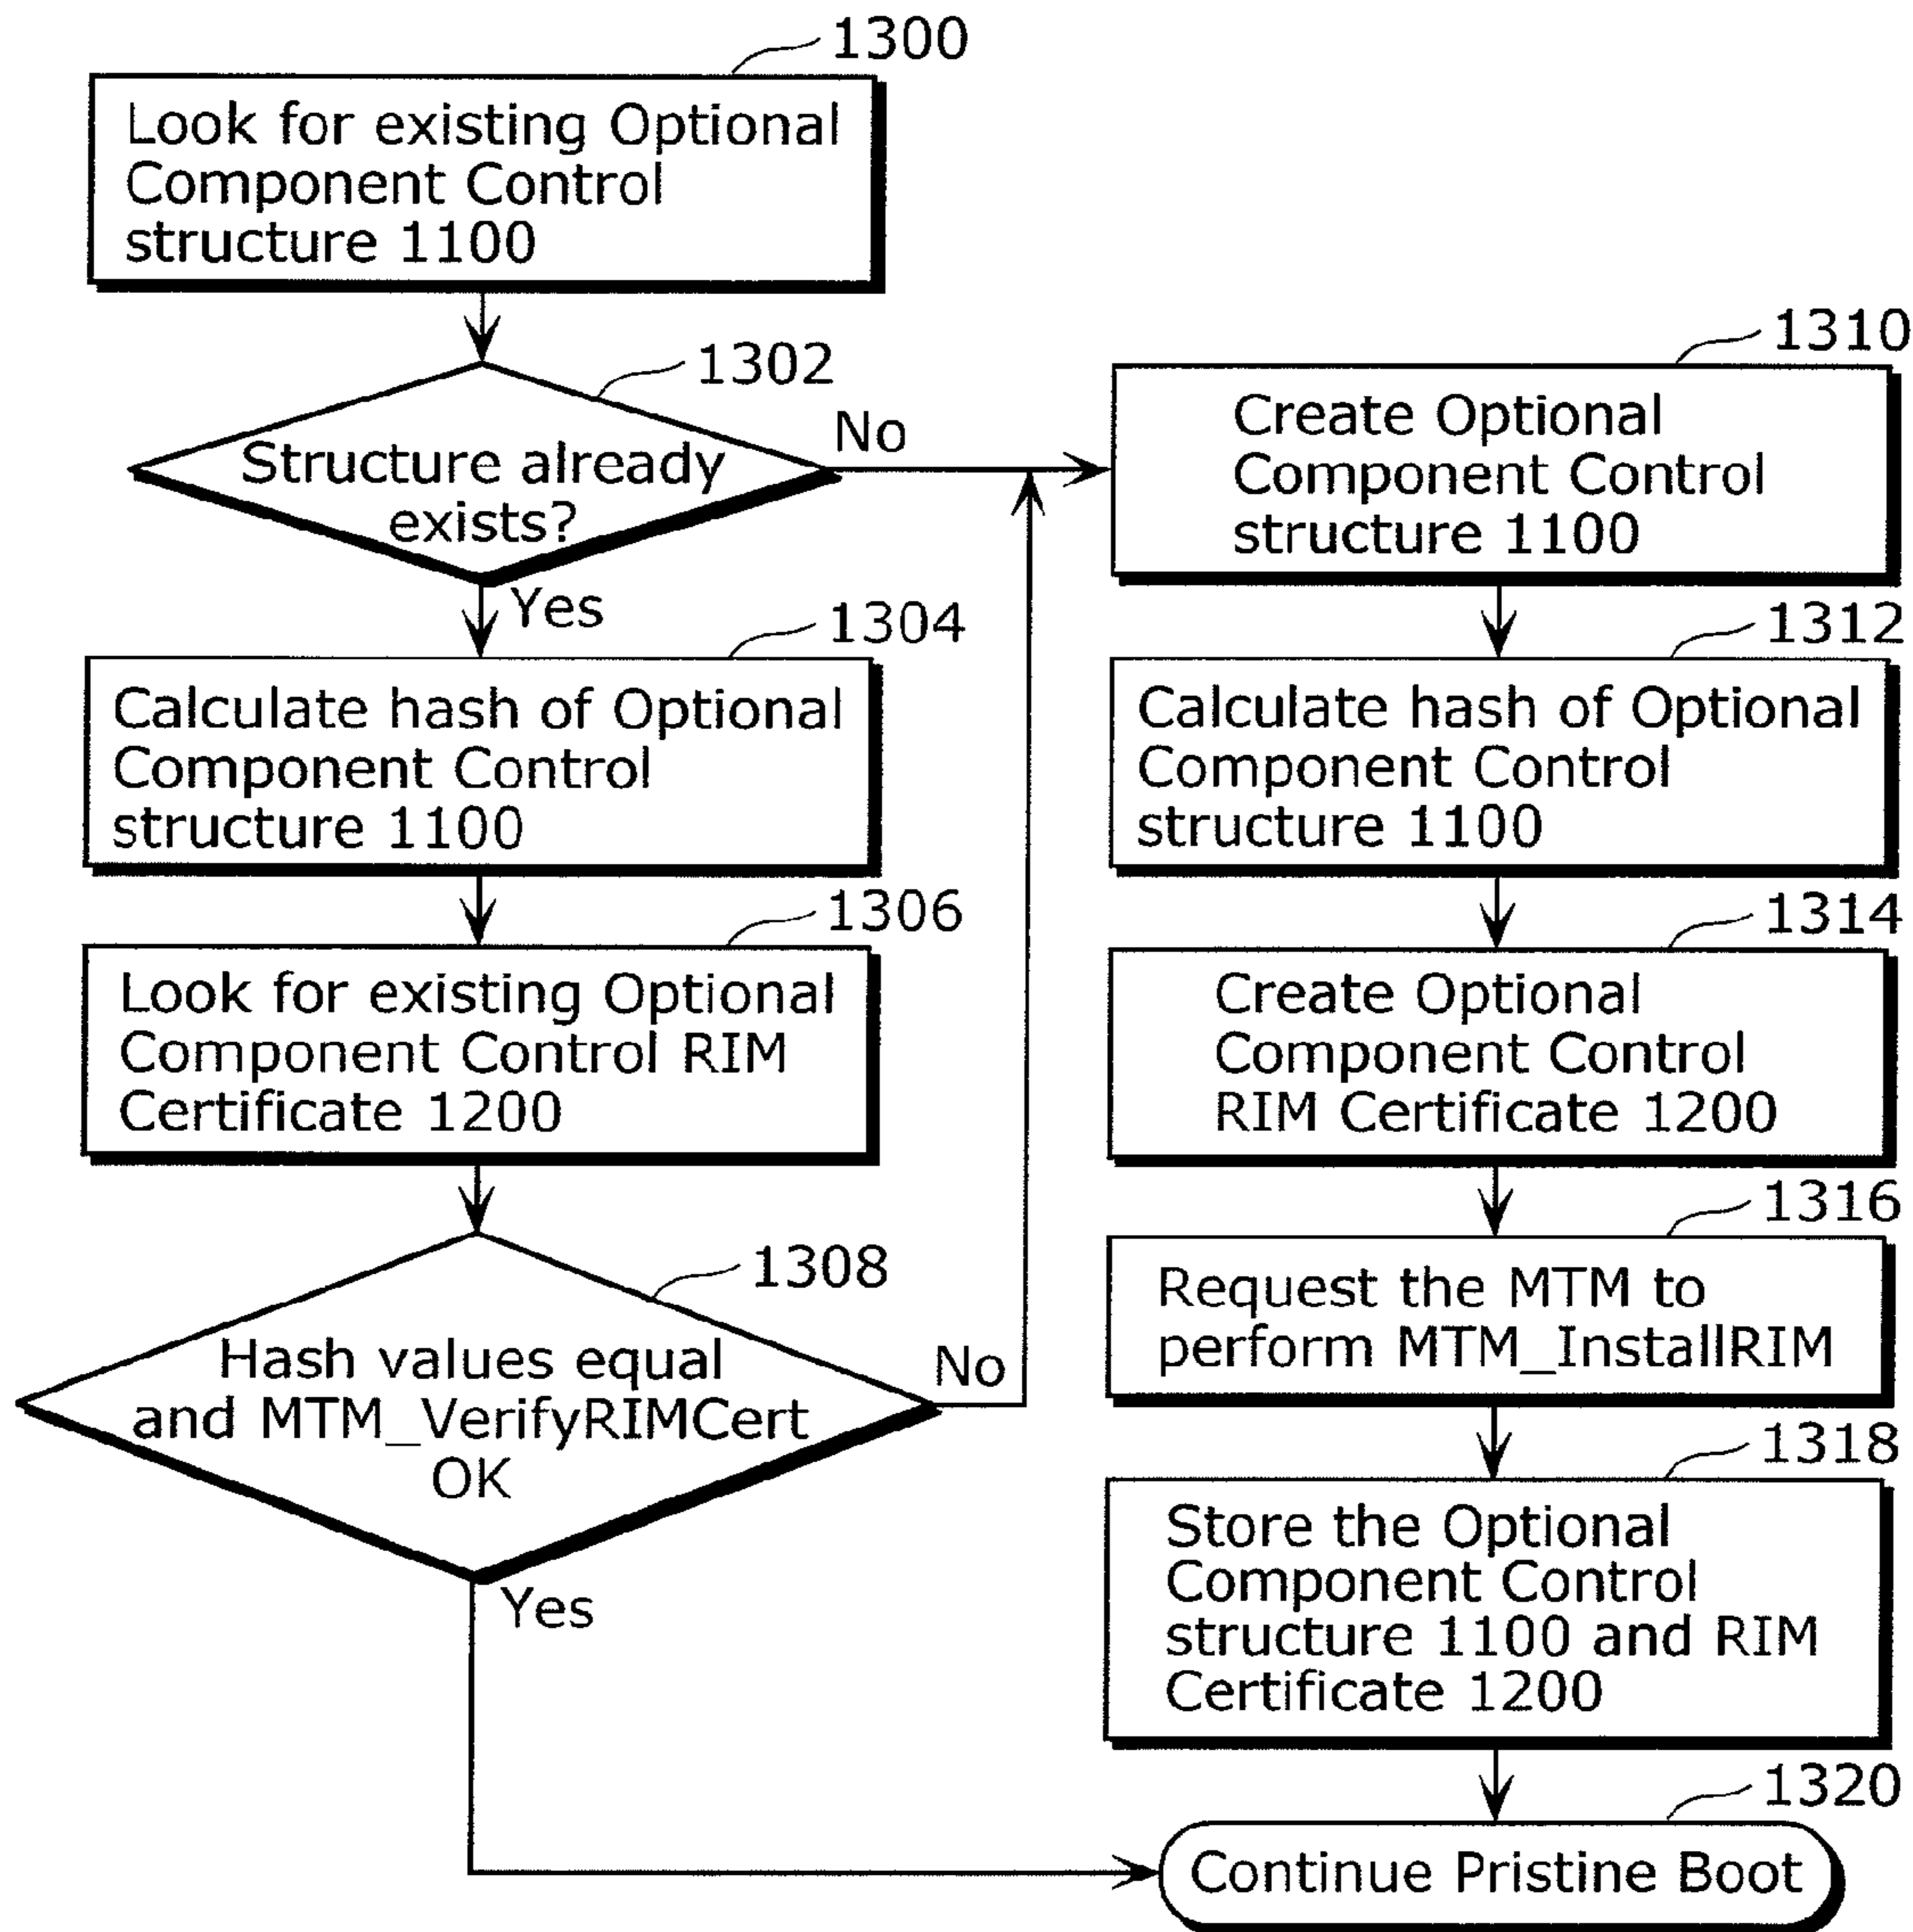 1300
Look for existing Optional
Component Control
structure 1100
1302
Structure already
exists?
No
Yes
1304
Calculate hash of Optional
Component Control
structure 1100
1306
Look for existing Optional
Component Control RIM
Certificate 1200
1308
Hash values equal
and MTM_VerifyRIMCert
OK
No
Yes
1310
Create Optional
Component Control
structure 1100
1312
Calculate hash of Optional
Component Control
structure 1100
1314
Create Optional
Component Control
RIM Certificate 1200
1316
Request the MTM to
perform MTM_InstallRIM
1318
Store the Optional
Component Control
structure 1100 and RIM
Certificate 1200
1320
Continue Pristine Boot